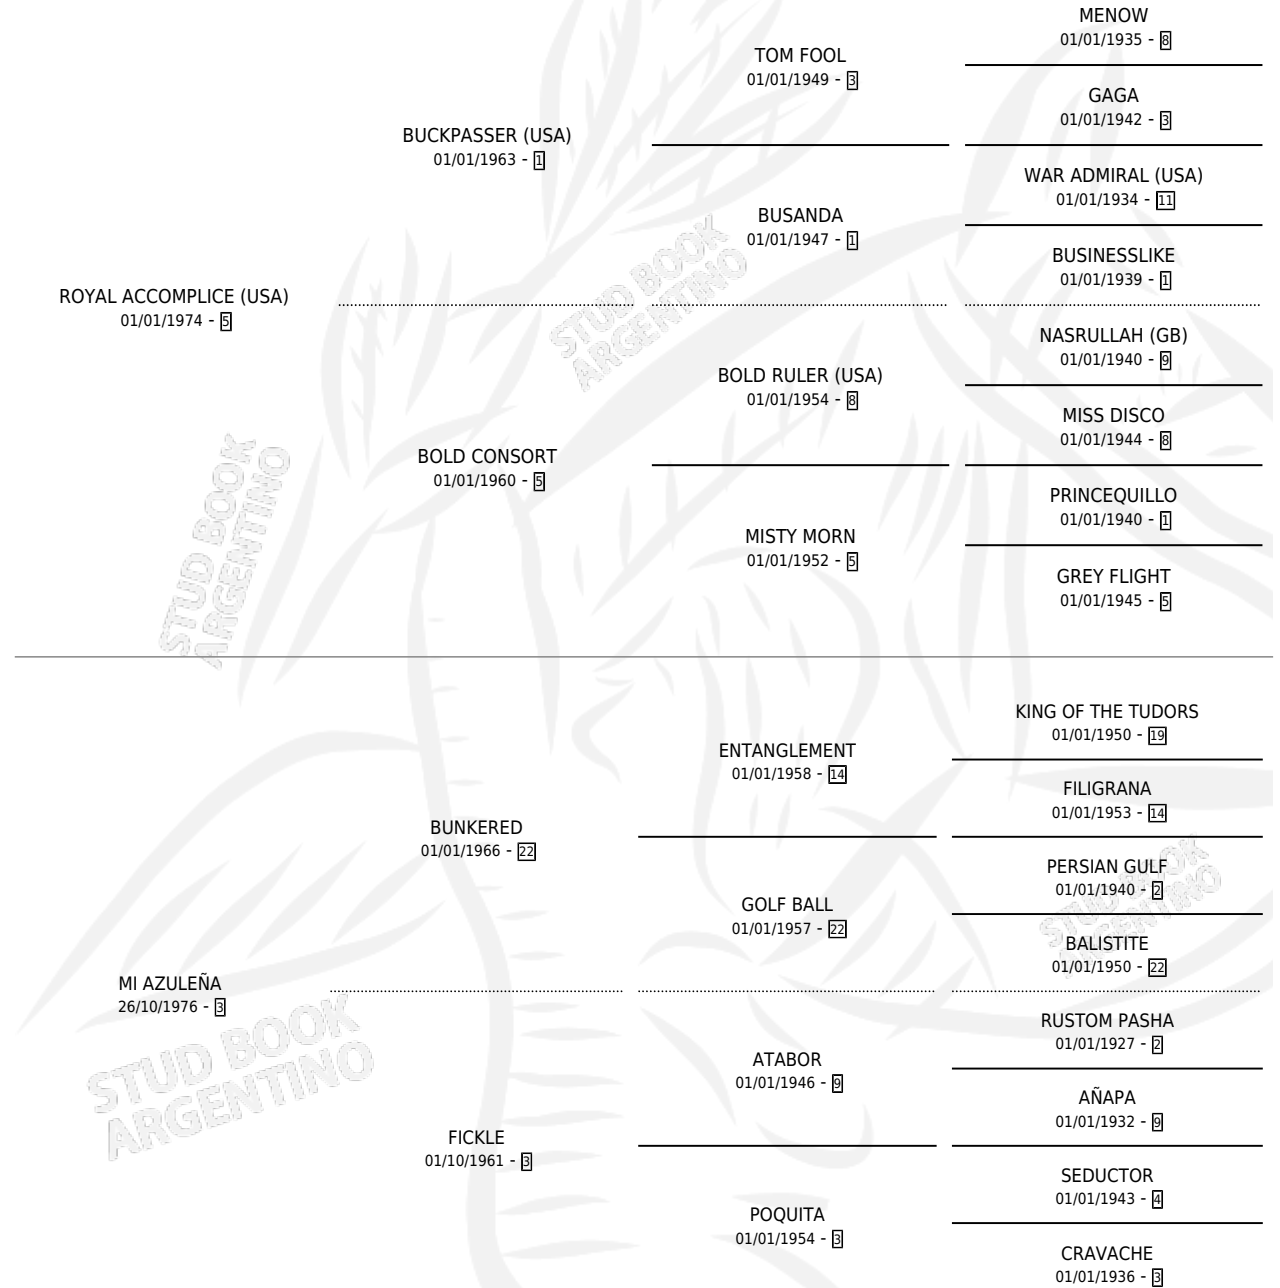 MENOW
01/01/1935 - 8
TOM FOOL
01/01/1949 - 3
GAGA
01/01/1942 - 3
BUCKPASSER (USA)
01/01/1963 - 1
WAR ADMIRAL (USA)
01/01/1934 - 11
BUSANDA
01/01/1947 - 1
BUSINESSLIKE
01/01/1939 - 1
ROYAL ACCOMPLICE (USA)
01/01/1974 - 5
STUD BOOK
ARGENTINO
NASRULLAH (GB)
01/01/1940 - 9
BOLD RULER (USA)
01/01/1954 - 8
MISS DISCO
01/01/1944 - 8
BOLD CONSORT
01/01/1960 - 5
PRINCEQUILLO
01/01/1940 - 1
MISTY MORN
01/01/1952 - 5
GREY FLIGHT
01/01/1945 - 5
STUD BOOK
ARGENTINO
KING OF THE TUDORS
01/01/1950 - 19
ENTANGLEMENT
01/01/1958 - 14
FILIGRANA
01/01/1953 - 14
BUNKERED
01/01/1966 - 22
PERSIAN GULF
01/01/1940 - 2
GOLF BALL
01/01/1957 - 22
BALISTITE
01/01/1950 - 22
STUD BOOK
ARGENTINO
MI AZULEÑA
26/10/1976 - 3
RUSTOM PASHA
01/01/1927 - 2
ATABOR
01/01/1946 - 9
AÑAPA
01/01/1932 - 9
STUD BOOK
ARGENTINO
FICKLE
01/10/1961 - 3
SEDUCTOR
01/01/1943 - 4
POQUITA
01/01/1954 - 3
CRAVACHE
01/01/1936 - 3